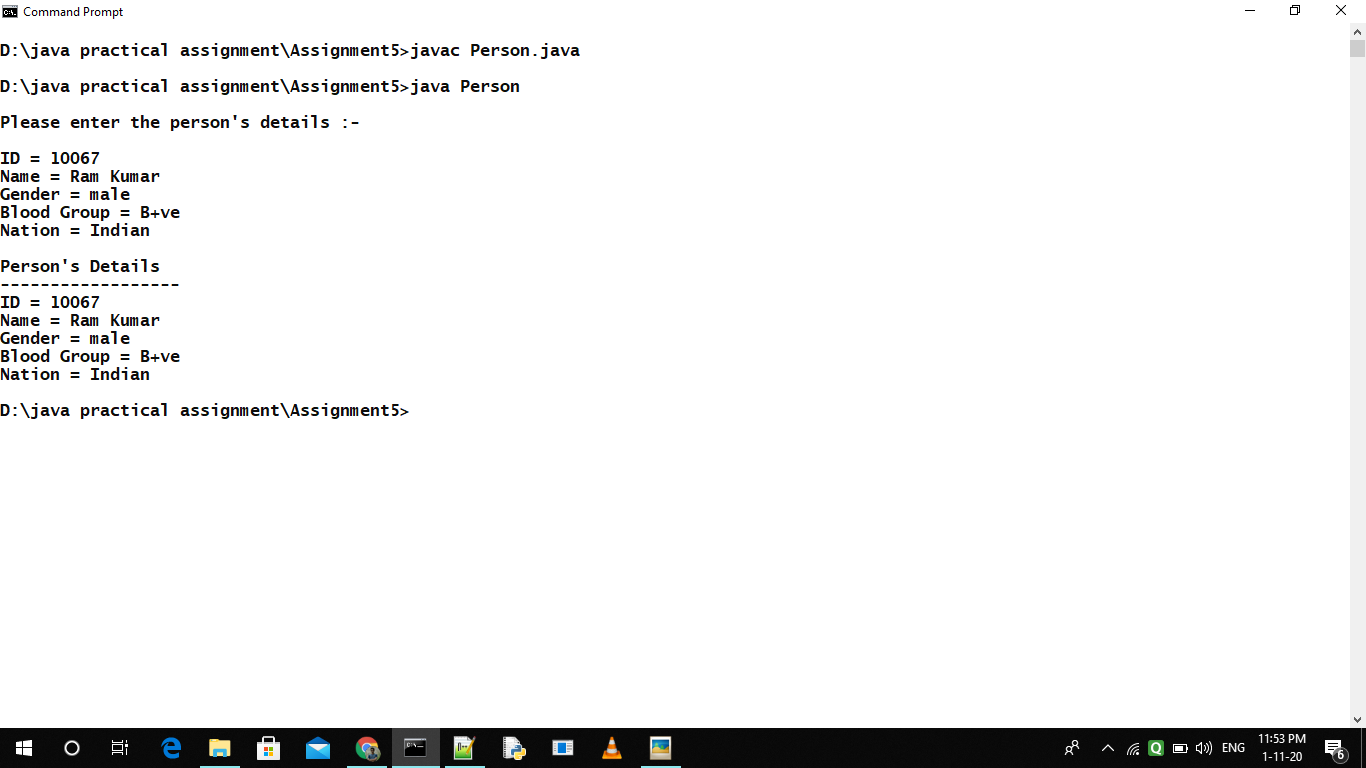 Command Prompt
D:\java practical assignment\Assignment5>javac Person.java
D:\java practical assignment\Assignment5>java Person
Please enter the person's details :-
ID = 10067
Name = Ram Kumar
Gender = male
Blood Group = B+ve
Nation = Indian
Person's Details
------------------
ID = 10067
Name = Ram Kumar
Gender = male
Blood Group = B+ve
Nation = Indian
D:\java practical assignment\Assignment5>
ENG
11:53 PM
1-11-20
6